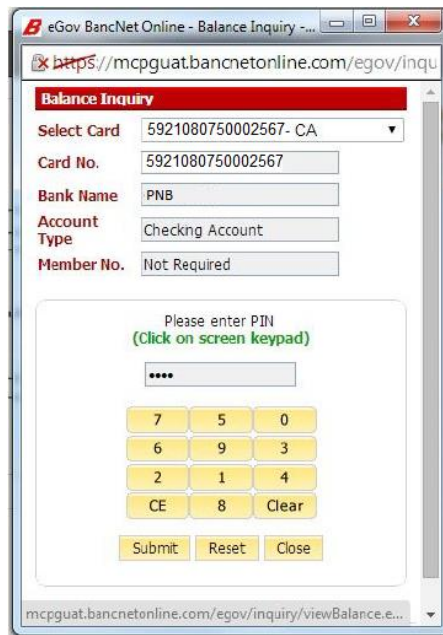 eGov BancNet Online - Balance Inquiry -...
https://mcpguat.bancnetonline.com/egov/inqu
Balance Inquiry
Select Card 5921080750002567- CA
Card No. 5921080750002567
Bank Name PNB
Account Type Checking Account
Member No. Not Required
Please enter PIN
(Click on screen keypad)
••••
7 5 0
6 9 3
2 1 4
CE 8 Clear
Submit Reset Close
mcpguat.bancnetonline.com/egov/inquiry/viewBalance.e...